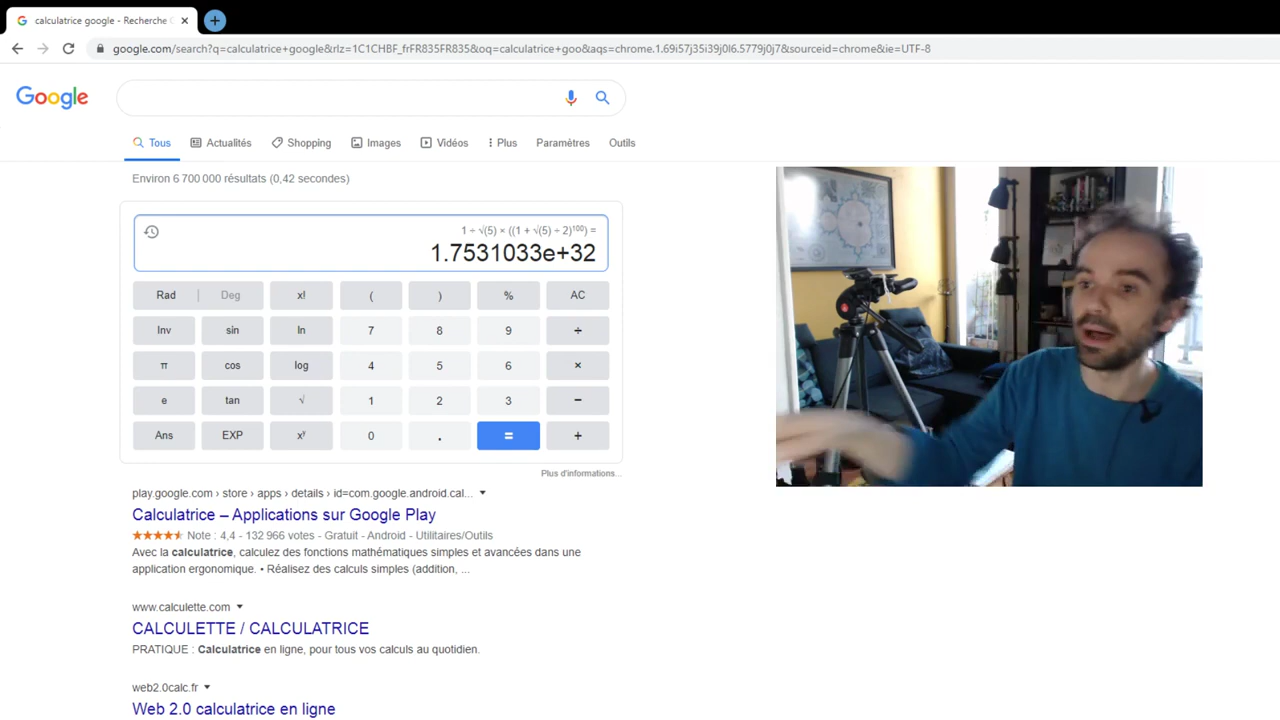 calculatrice google - Recherche
google.com/search?q=calculatrice+google&rlz=1C1CHBF_frFR835FR835&oq=calculatrice+goo&aqs=chrome.1.69i57j35i39j0l6.5779j0j7&sourceid=chrome&ie=UTF-8
Google
Tous Actualités Shopping Images Vidéos Plus Paramètres Outils
Environ 6 700 000 résultats (0,42 secondes)
1 ÷ √(5) × ((1 + √(5) ÷ 2)¹⁰⁰) =
1.7531033e+32
Rad Deg x! ( ) % AC
Inv sin ln 7 8 9 ÷
π cos log 4 5 6 ×
e tan √ 1 2 3 −
Ans EXP xʸ 0 . = +
Plus d'informations...
play.google.com › store › apps › details › id=com.google.android.cal...
Calculatrice – Applications sur Google Play
Note : 4,4 - 132 966 votes - Gratuit - Android - Utilitaires/Outils
Avec la calculatrice, calculez des fonctions mathématiques simples et avancées dans une
application ergonomique. • Réalisez des calculs simples (addition, ...
www.calculette.com
CALCULETTE / CALCULATRICE
PRATIQUE : Calculatrice en ligne, pour tous vos calculs au quotidien.
web2.0calc.fr
Web 2.0 calculatrice en ligne